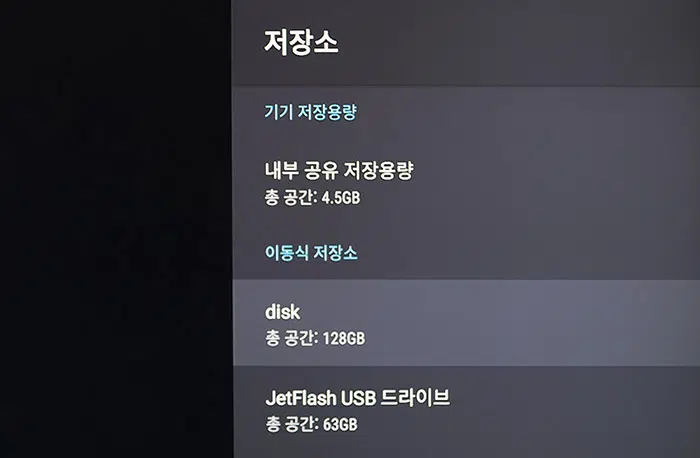 저장소
기기 저장용량
내부 공유 저장용량
총 공간: 4.5GB
이동식 저장소
disk
총 공간: 128GB
JetFlash USB 드라이브
총 공간: 63GB